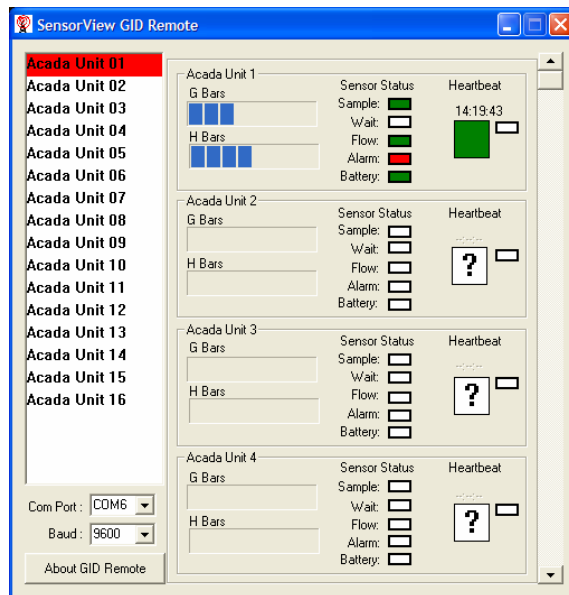 SensorView GID Remote
Acada Unit 01
Acada Unit 02
Acada Unit 03
Acada Unit 04
Acada Unit 05
Acada Unit 06
Acada Unit 07
Acada Unit 08
Acada Unit 09
Acada Unit 10
Acada Unit 11
Acada Unit 12
Acada Unit 13
Acada Unit 14
Acada Unit 15
Acada Unit 16
Com Port : COM6
Baud : 9600
About GID Remote
Acada Unit 1
G Bars
H Bars
Sensor Status
Sample:
Wait:
Flow:
Alarm:
Battery:
Heartbeat
14:19:43
Acada Unit 2
G Bars
H Bars
Sensor Status
Sample:
Wait:
Flow:
Alarm:
Battery:
Heartbeat
--:--:--
?
Acada Unit 3
G Bars
H Bars
Sensor Status
Sample:
Wait:
Flow:
Alarm:
Battery:
Heartbeat
--:--:--
?
Acada Unit 4
G Bars
H Bars
Sensor Status
Sample:
Wait:
Flow:
Alarm:
Battery:
Heartbeat
--:--:--
?